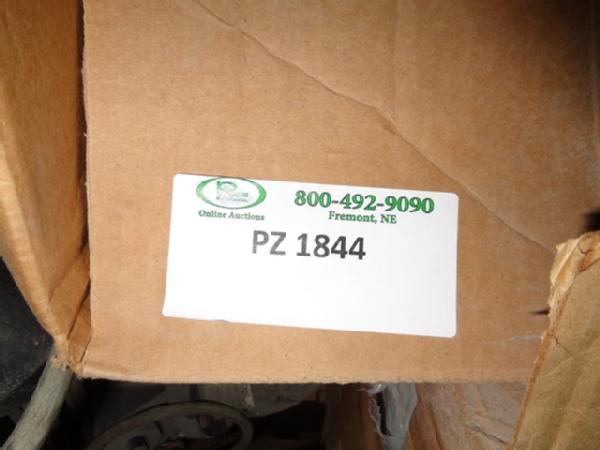 800-492-9090
Online Auctions
Fremont, NE
PZ 1844